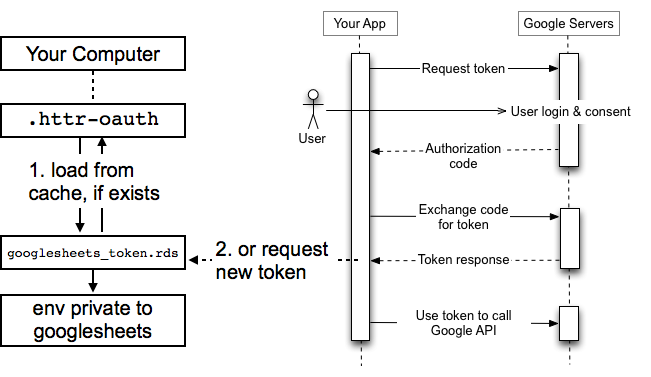 Your Computer
.httr-oauth
1. load from
cache, if exists
googlesheets_token.rds
env private to
googlesheets
2. or request
new token
Your App
Google Servers
Request token
User login & consent
User
Authorization
code
Exchange code
for token
Token response
Use token to call
Google API